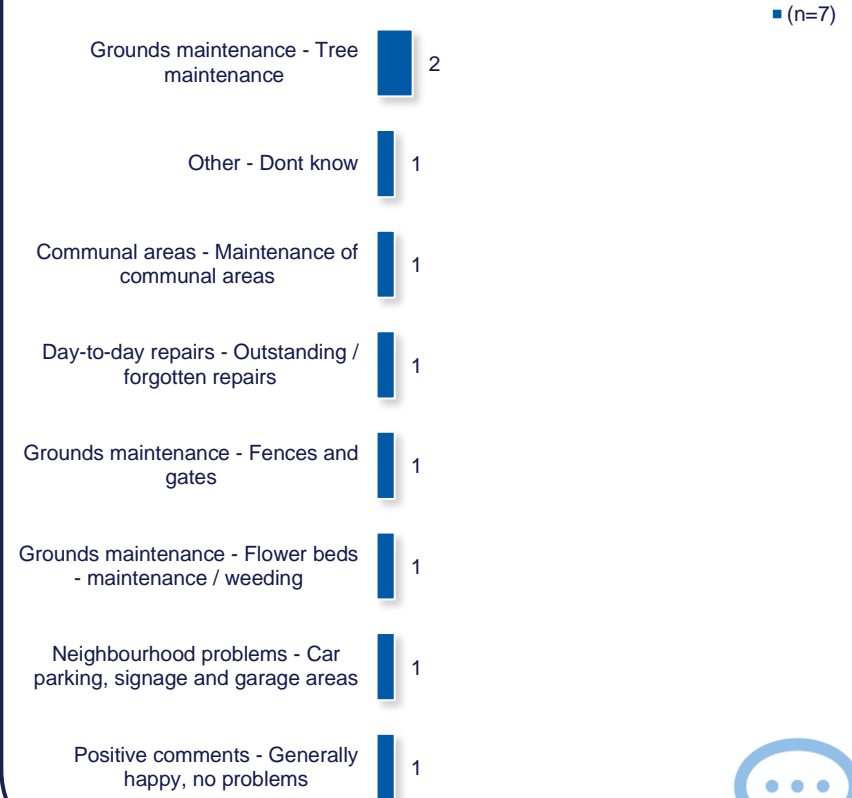 (n=7)
Grounds maintenance - Tree
maintenance
2
Other - Dont know
1
Communal areas - Maintenance of
communal areas
1
Day-to-day repairs - Outstanding /
forgotten repairs
1
Grounds maintenance - Fences and
gates
1
Grounds maintenance - Flower beds
- maintenance / weeding
1
Neighbourhood problems - Car
parking, signage and garage areas
1
Positive comments - Generally
happy, no problems
1